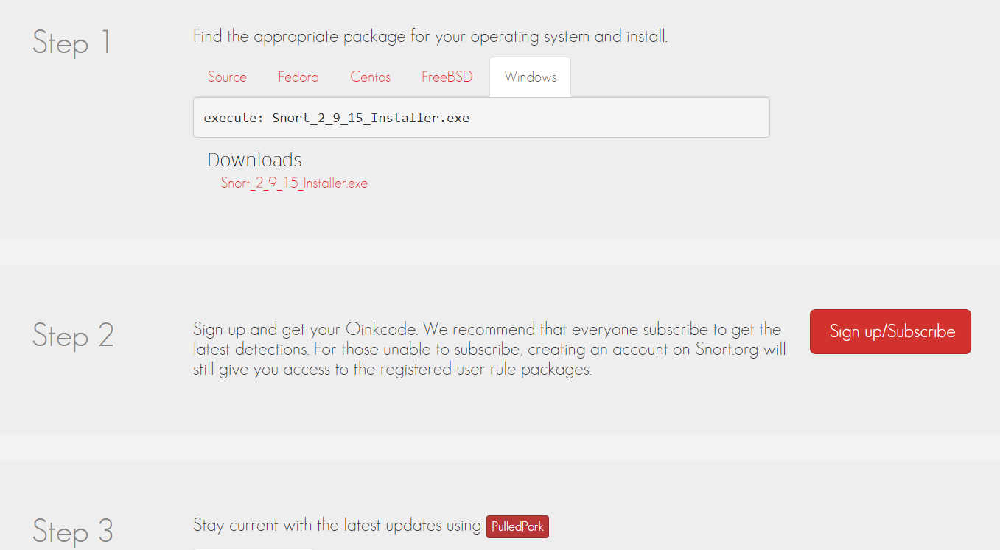 Step 1
Find the appropriate package for your operating system and install.
Source Fedora Centos FreeBSD Windows
execute: Snort_2_9_15_Installer.exe
Downloads
Snort_2_9_15_Installer.exe
Step 2
Sign up and get your Oinkcode. We recommend that everyone subscribe to get the
latest detections. For those unable to subscribe, creating an account on Snort.org will
still give you access to the registered user rule packages.
Sign up/Subscribe
Step 3
Stay current with the latest updates using PulledPork